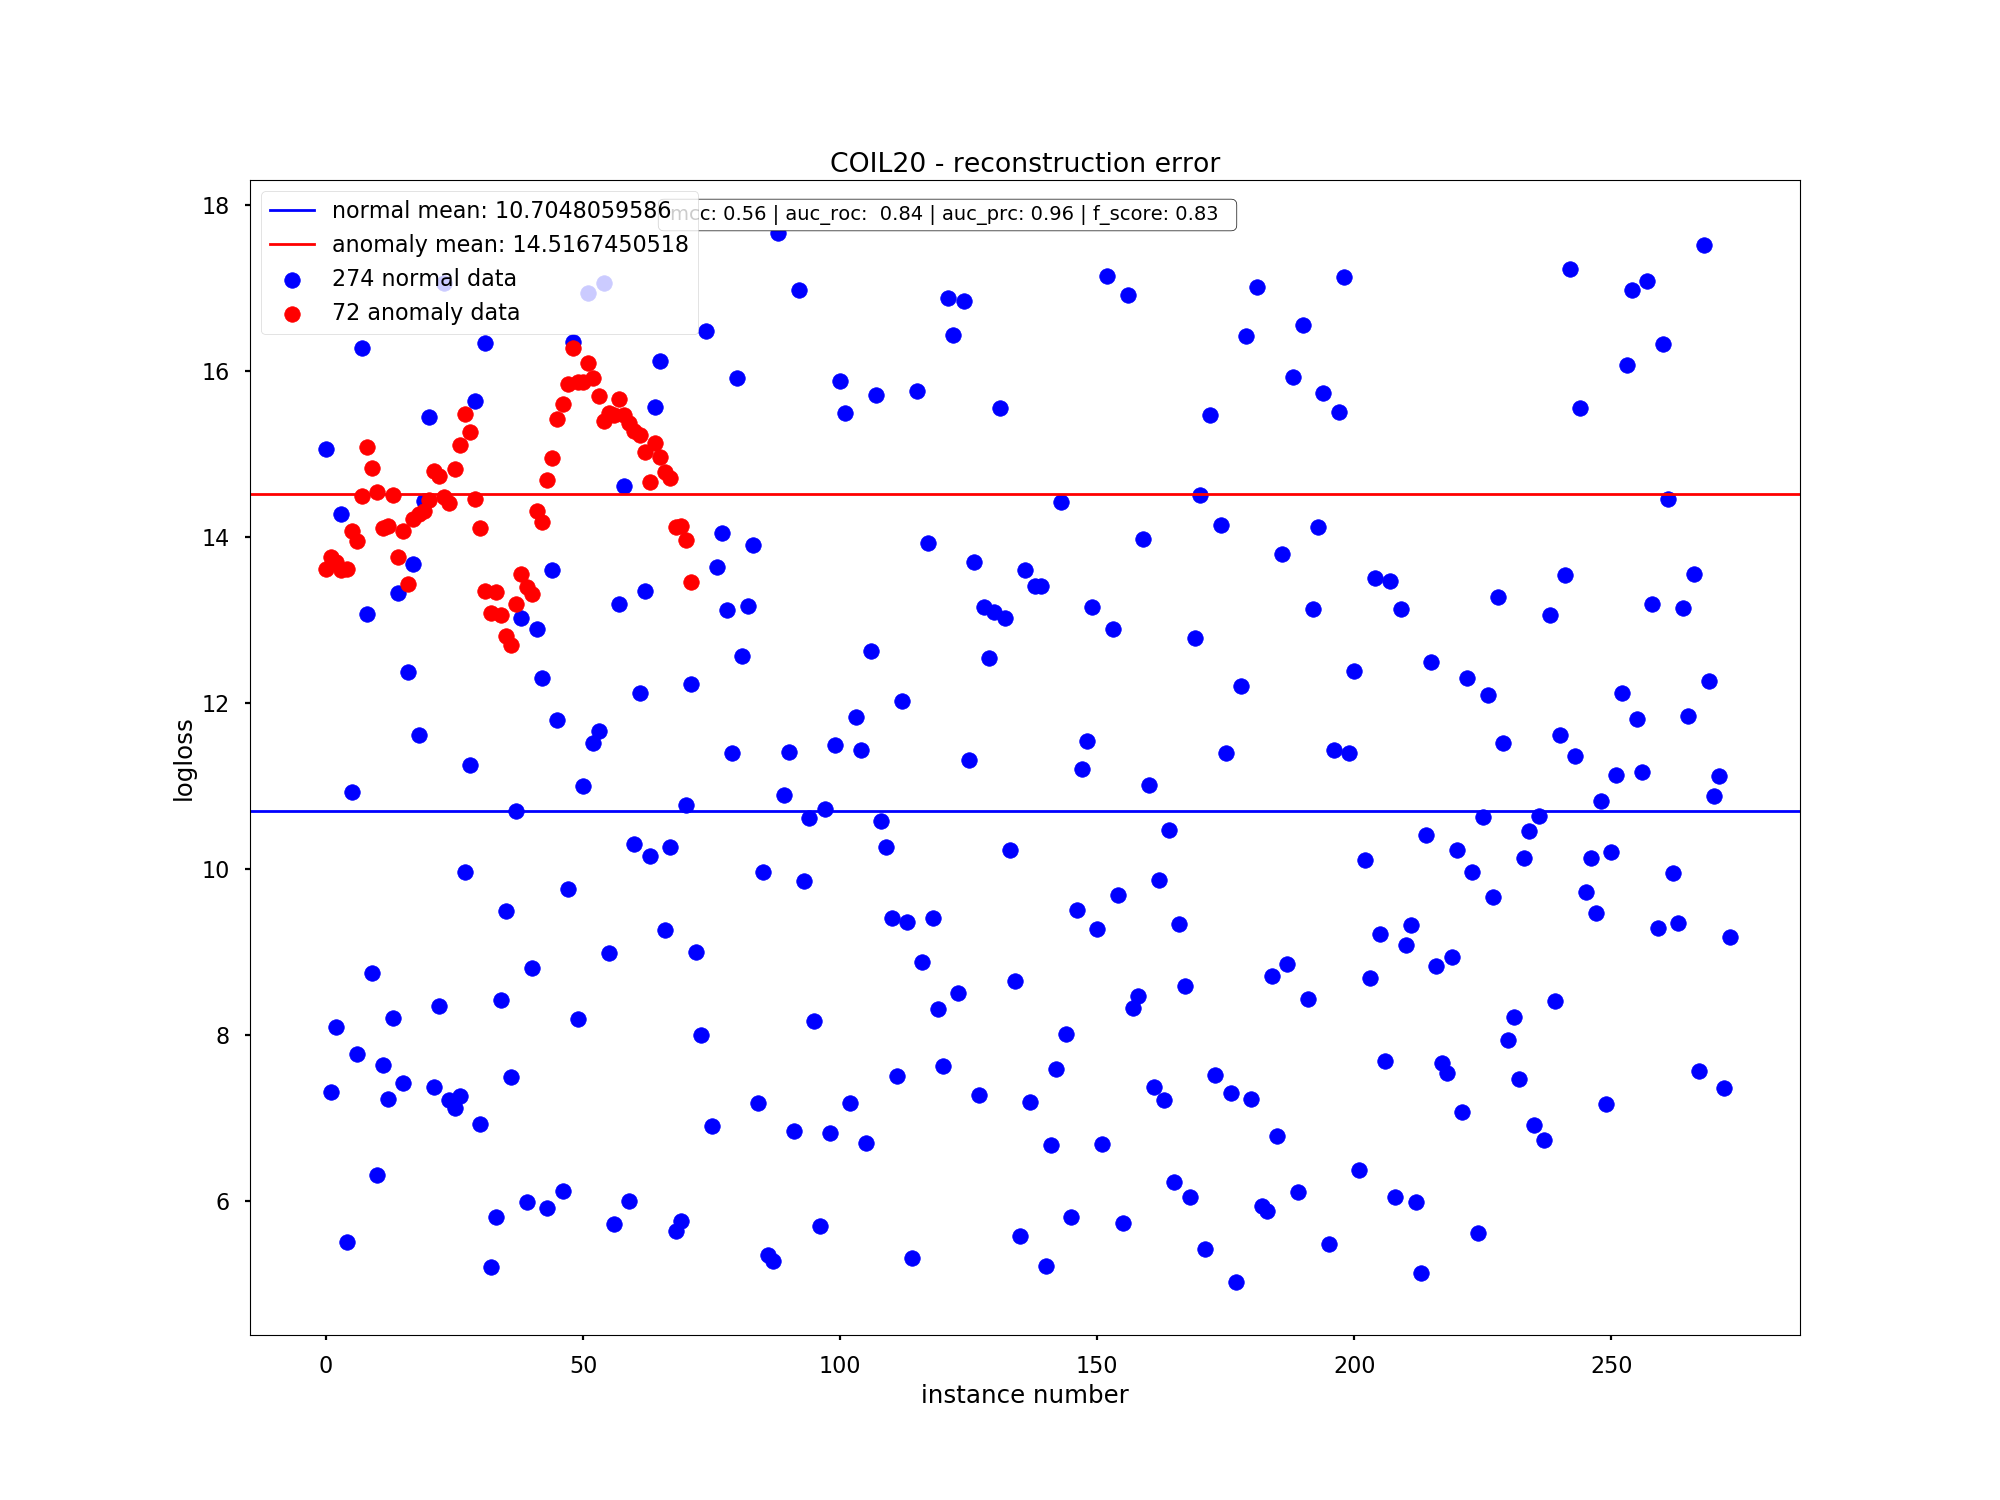 COIL20 - reconstruction error
normal mean: 10.7048059586
anomaly mean: 14.5167450518
274 normal data
72 anomaly data
mcc: 0.56 | auc_roc:  0.84 | auc_prc: 0.96 | f_score: 0.83
18
16
14
12
10
8
6
logloss
0 50 100 150 200 250
instance number